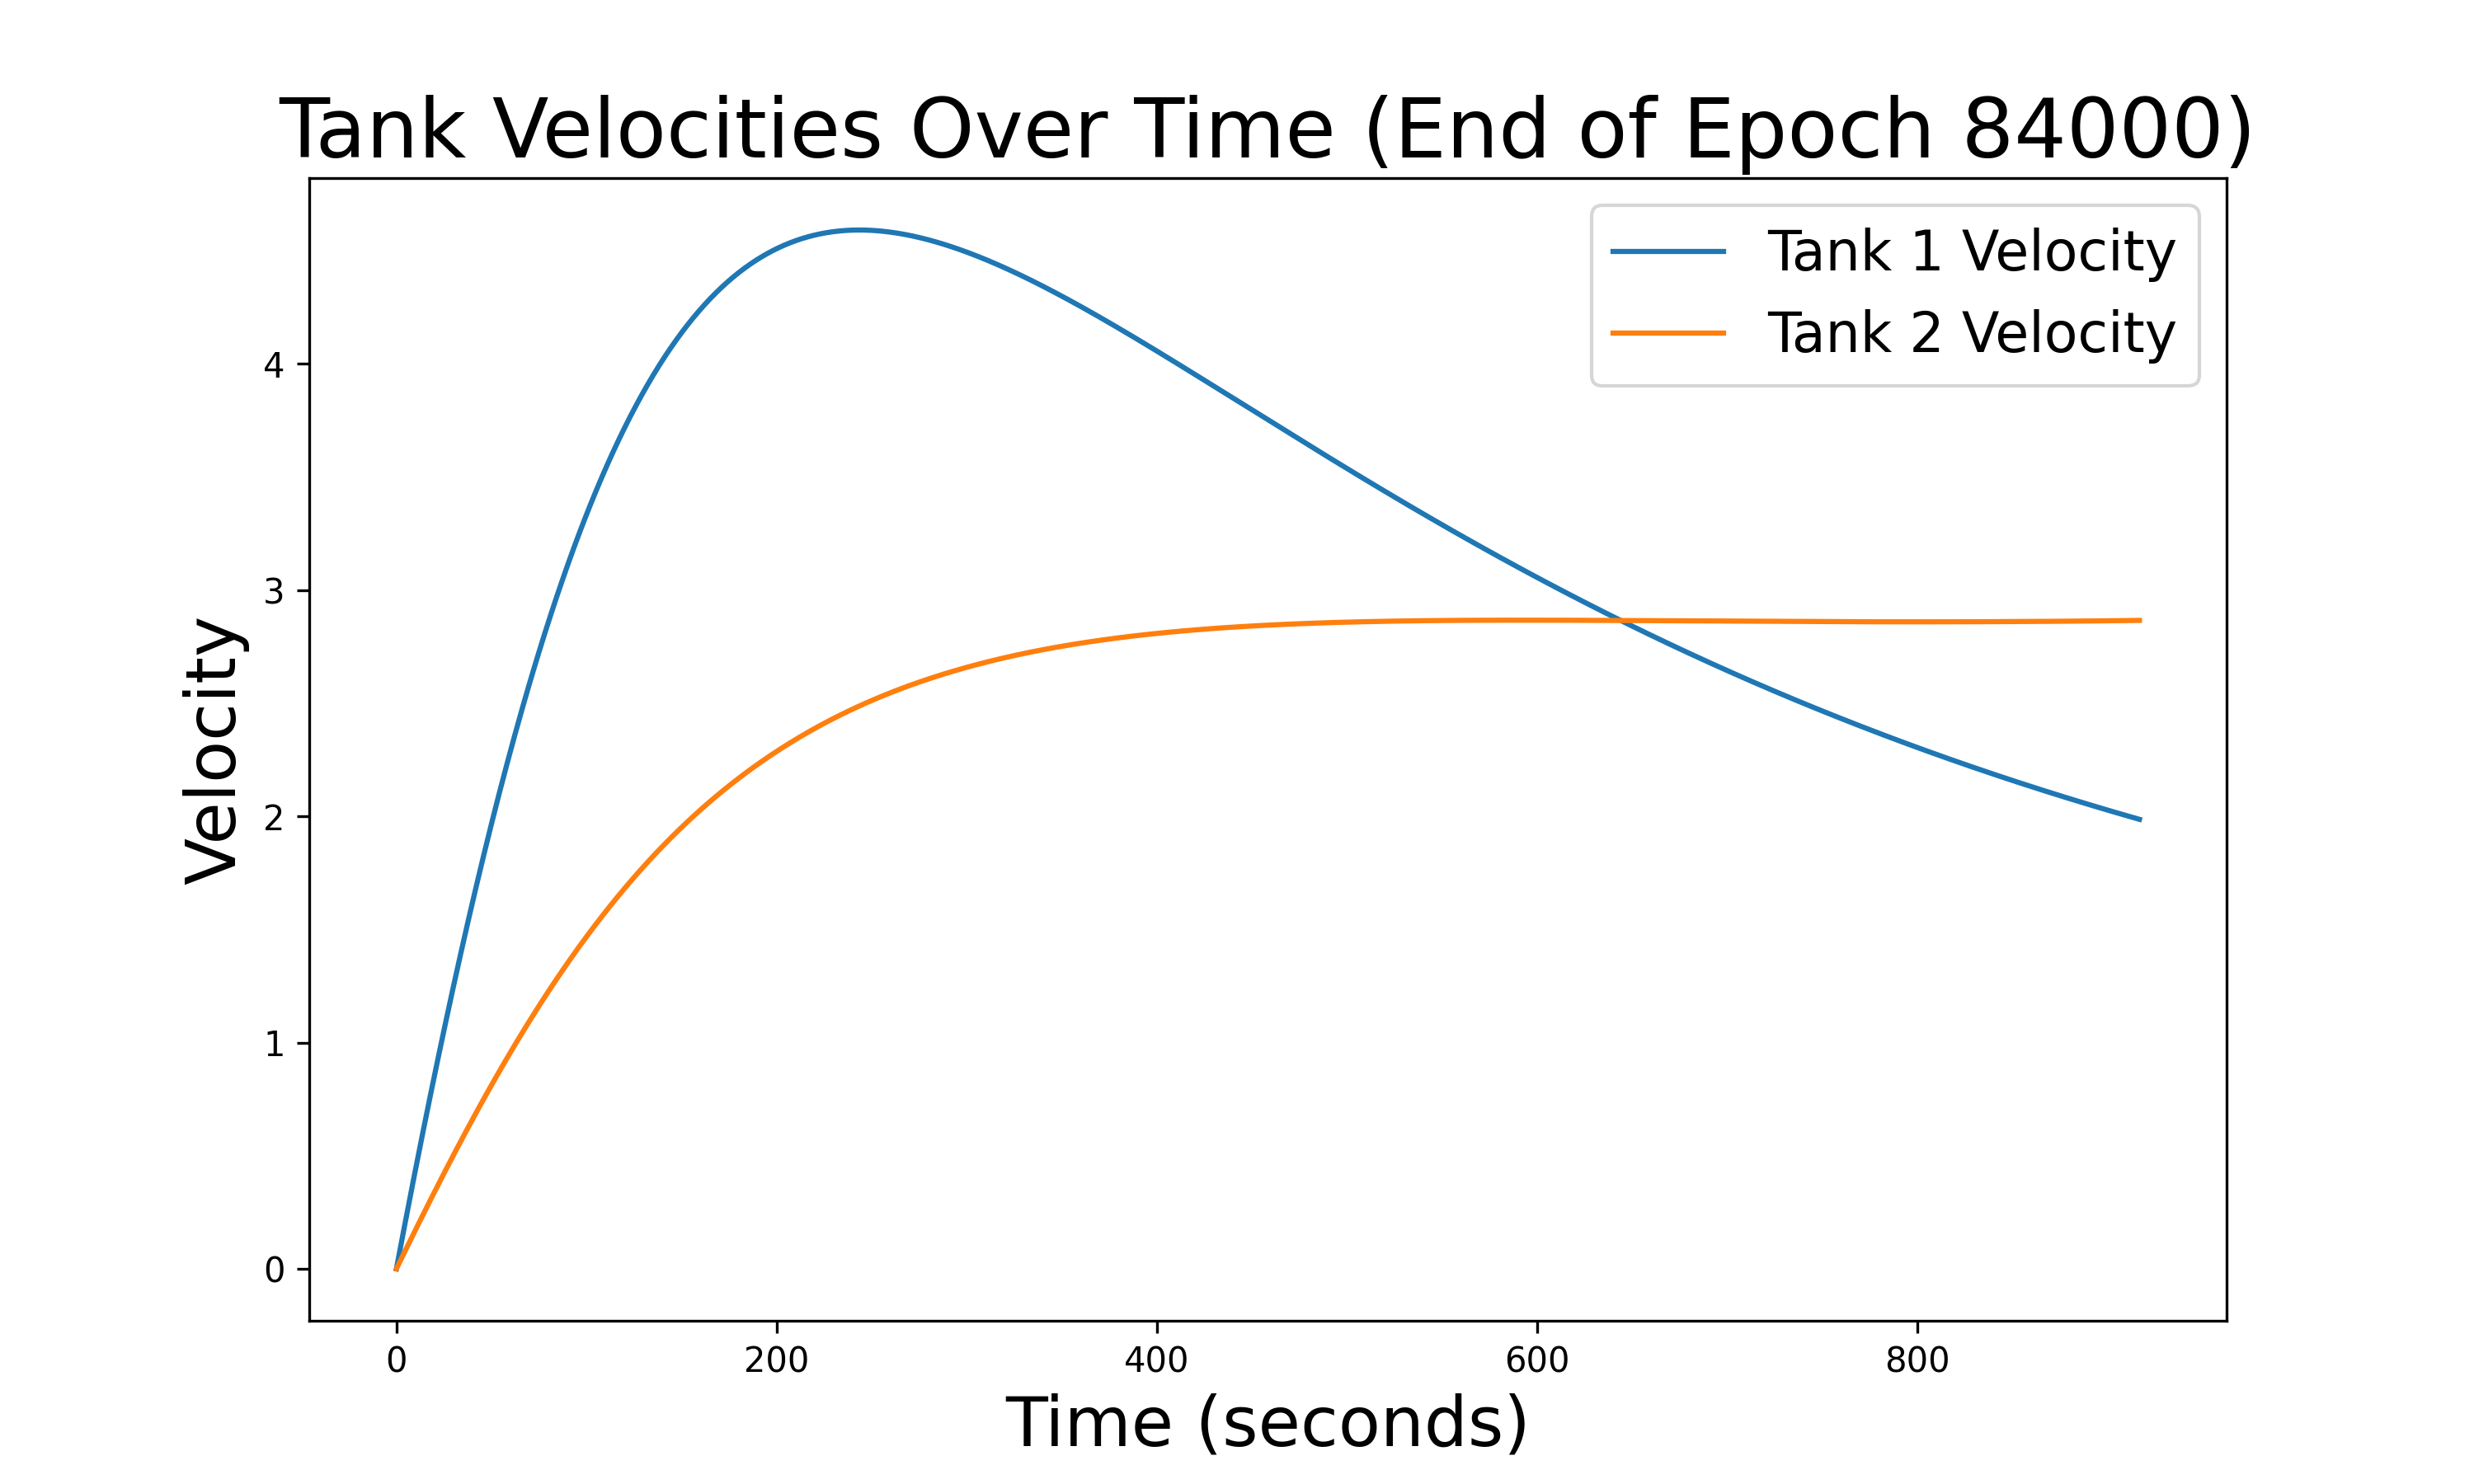 Tank Velocities Over Time (End of Epoch 84000)
Tank 1 Velocity
Tank 2 Velocity
Velocity
4
3
2
1
0
0 200 400 600 800
Time (seconds)